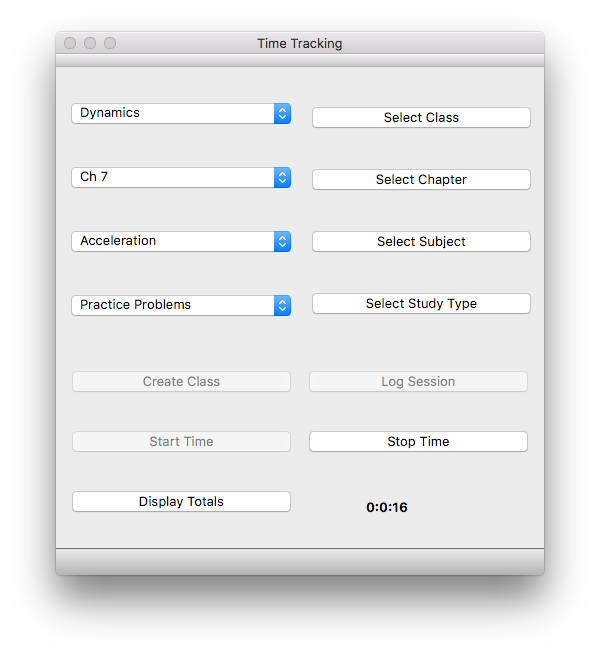 Time Tracking
Dynamics
Select Class
Ch 7
Select Chapter
Acceleration
Select Subject
Practice Problems
Select Study Type
Create Class
Log Session
Start Time
Stop Time
Display Totals
0:0:16